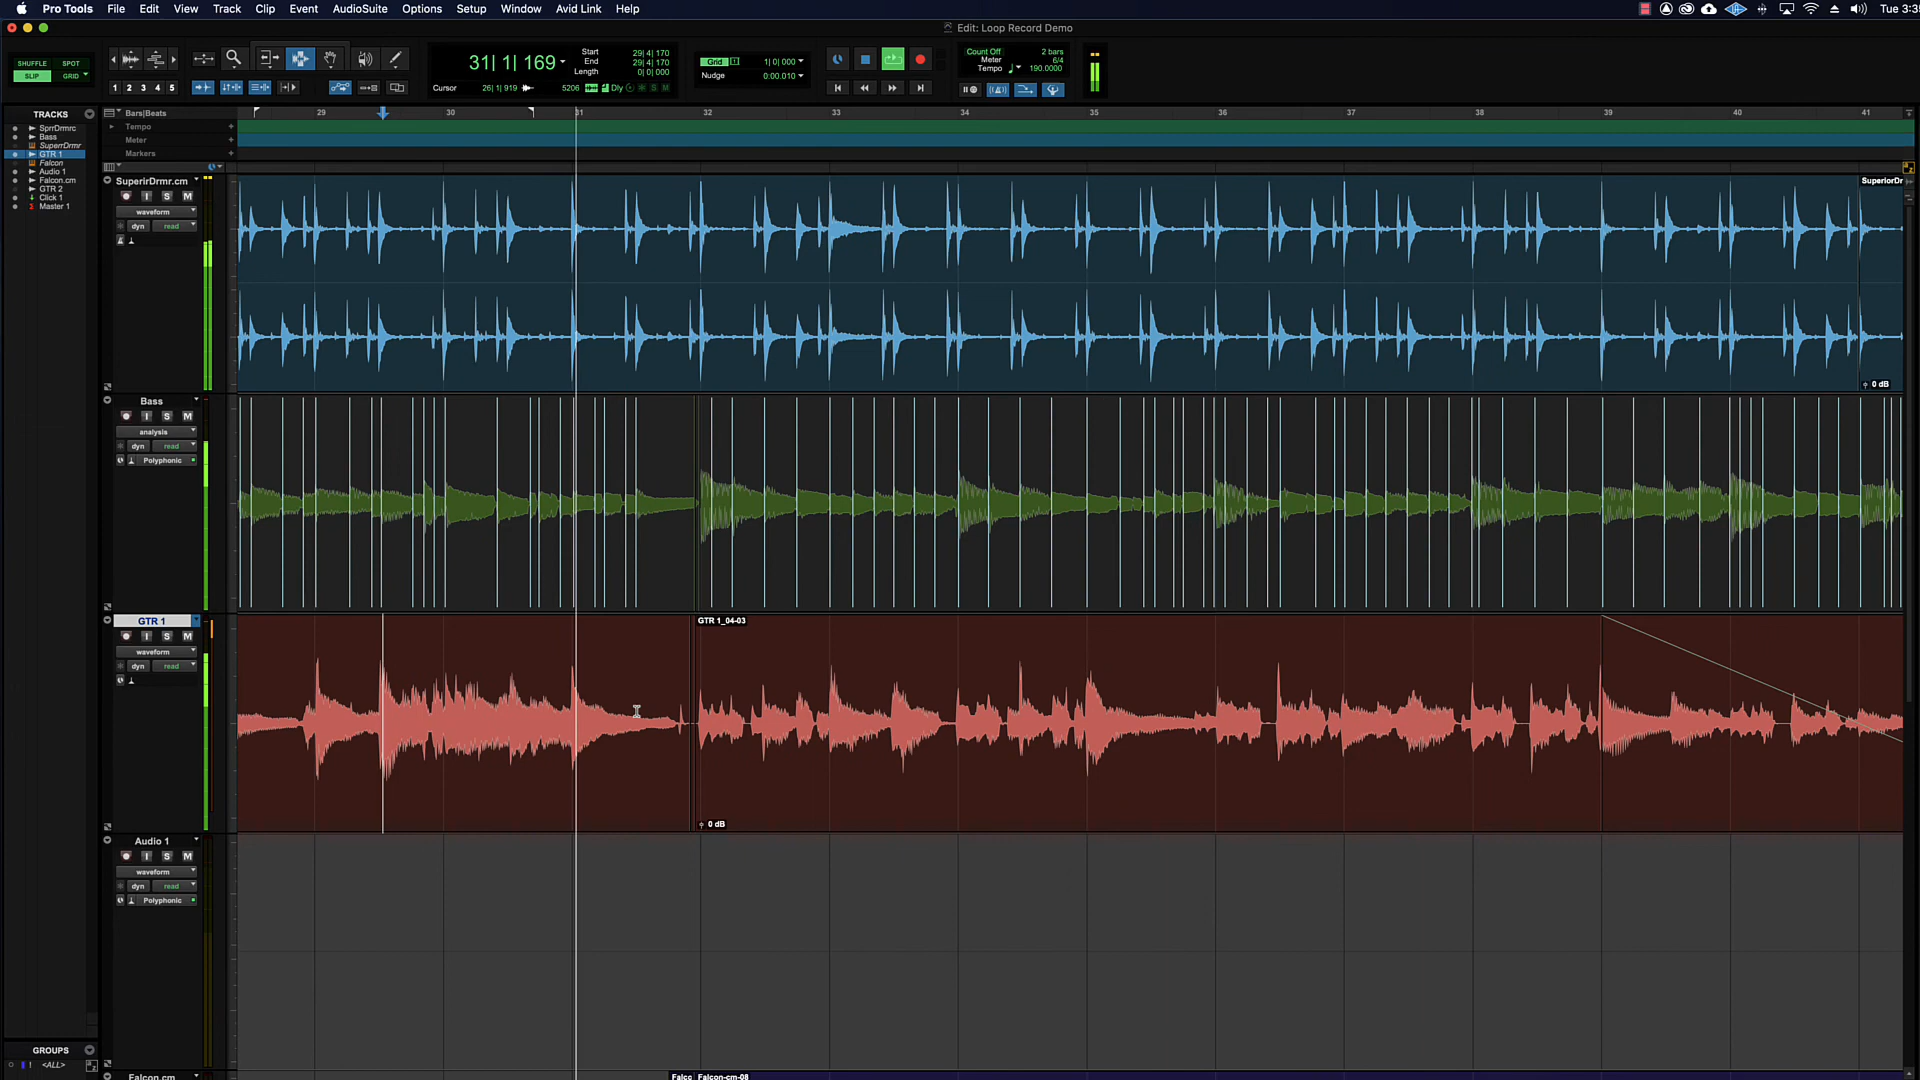 Pro Tools File Edit View Track Clip Event AudioSuite Options Setup Window Avid Link Help Tue 3:3
Edit: Loop Record Demo
SHUFFLE SPOT
SLIP GRID
1 2 3 4 5
31| 1| 169
Start 29| 4| 170
End 29| 4| 170
Length 0| 0| 000
Cursor 26| 1| 919 5206 Dly S M
Grid 1| 0| 000
Nudge 0:00.010
Count Off 2 bars
Meter 6/4
Tempo 190.0000
TRACKS
SprrDrmrc
Bass
SuperrDrmr
GTR 1
Falcon
Audio 1
Falcon.cm
GTR 2
Click 1
Master 1
Bars|Beats 29 30 31 32 33 34 35 36 37 38 39 40 41
Tempo
Meter
Markers
SuperirDrmr.cm
I S M
waveform
dyn read
SuperiorDr
0 dB
Bass
I S M
analysis
dyn read
Polyphonic
GTR 1
I S M
waveform
dyn read
GTR 1_04-03
0 dB
Audio 1
I S M
waveform
dyn read
Polyphonic
GROUPS
! <ALL>
Falcon.cm
Falcc Falcon-cm-08